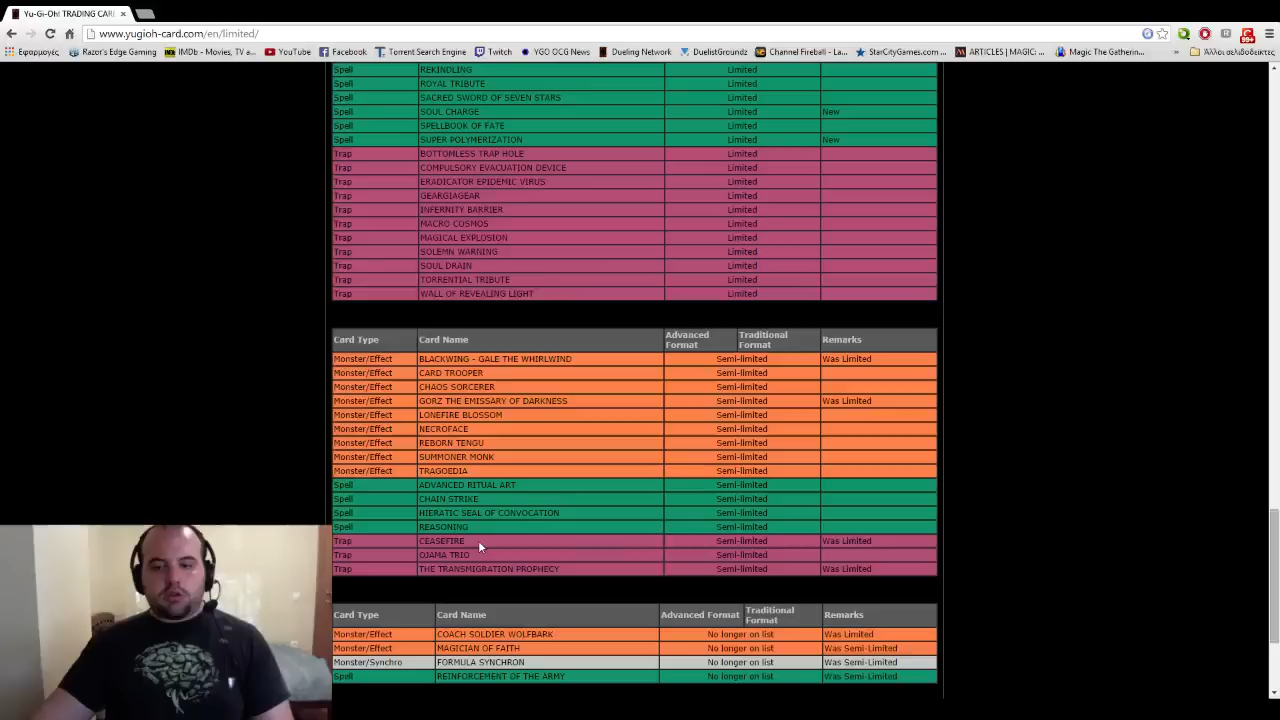 Yu-Gi-Oh! TRADING CAR
www.yugioh-card.com/en/limited/
Εφαρμογές Razor's Edge Gaming IMDb - Movies, TV a... YouTube Facebook Torrent Search Engine Twitch YGO OCG News Dueling Network DuelistGroundz Channel Fireball - La... StarCityGames.com ... ARTICLES | MAGIC: ... Magic The Gatherin... » Άλλοι σελιδοδείκτες
Spell REKINDLING Limited
Spell ROYAL TRIBUTE Limited
Spell SACRED SWORD OF SEVEN STARS Limited
Spell SOUL CHARGE Limited New
Spell SPELLBOOK OF FATE Limited
Spell SUPER POLYMERIZATION Limited New
Trap BOTTOMLESS TRAP HOLE Limited
Trap COMPULSORY EVACUATION DEVICE Limited
Trap ERADICATOR EPIDEMIC VIRUS Limited
Trap GEARGIAGEAR Limited
Trap INFERNITY BARRIER Limited
Trap MACRO COSMOS Limited
Trap MAGICAL EXPLOSION Limited
Trap SOLEMN WARNING Limited
Trap SOUL DRAIN Limited
Trap TORRENTIAL TRIBUTE Limited
Trap WALL OF REVEALING LIGHT Limited
Card Type Card Name Advanced Format Traditional Format Remarks
Monster/Effect BLACKWING - GALE THE WHIRLWIND Semi-limited Was Limited
Monster/Effect CARD TROOPER Semi-limited
Monster/Effect CHAOS SORCERER Semi-limited
Monster/Effect GORZ THE EMISSARY OF DARKNESS Semi-limited Was Limited
Monster/Effect LONEFIRE BLOSSOM Semi-limited
Monster/Effect NECROFACE Semi-limited
Monster/Effect REBORN TENGU Semi-limited
Monster/Effect SUMMONER MONK Semi-limited
Monster/Effect TRAGOEDIA Semi-limited
Spell ADVANCED RITUAL ART Semi-limited
Spell CHAIN STRIKE Semi-limited
Spell HIERATIC SEAL OF CONVOCATION Semi-limited
Spell REASONING Semi-limited
Trap CEASEFIRE Semi-limited Was Limited
Trap OJAMA TRIO Semi-limited
Trap THE TRANSMIGRATION PROPHECY Semi-limited Was Limited
Card Type Card Name Advanced Format Traditional Format Remarks
Monster/Effect COACH SOLDIER WOLFBARK No longer on list Was Limited
Monster/Effect MAGICIAN OF FAITH No longer on list Was Semi-Limited
Monster/Synchro FORMULA SYNCHRON No longer on list Was Semi-Limited
Spell REINFORCEMENT OF THE ARMY No longer on list Was Semi-Limited